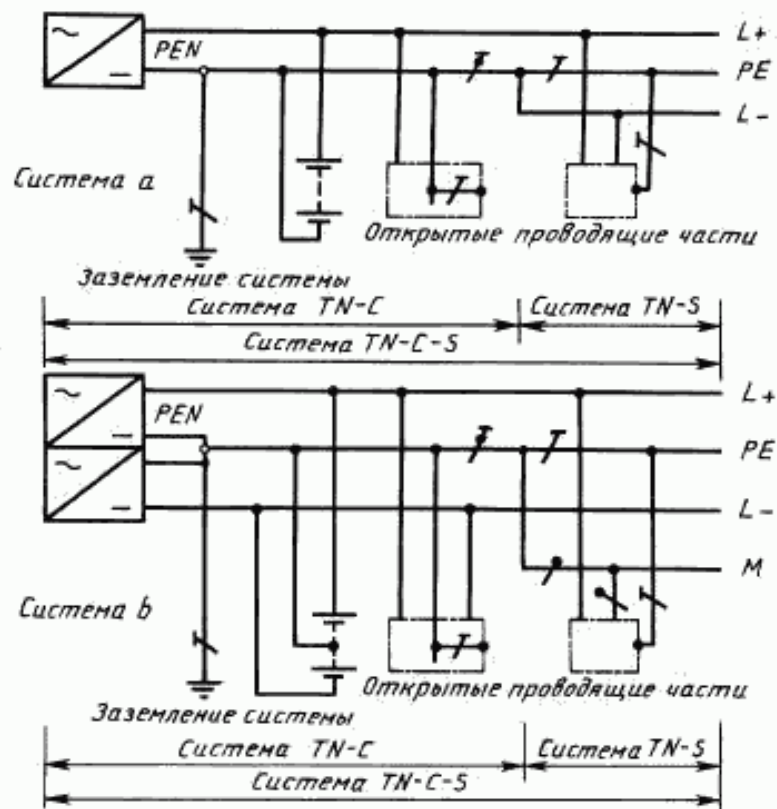 PEN
L+
PE
L-
Система a
Открытые проводящие части
Заземление системы
Система TN-C
Система TN-S
Система TN-C-S
PEN
L+
PE
L-
M
Система b
Открытые проводящие части
Заземление системы
Система TN-C
Система TN-S
Система TN-C-S